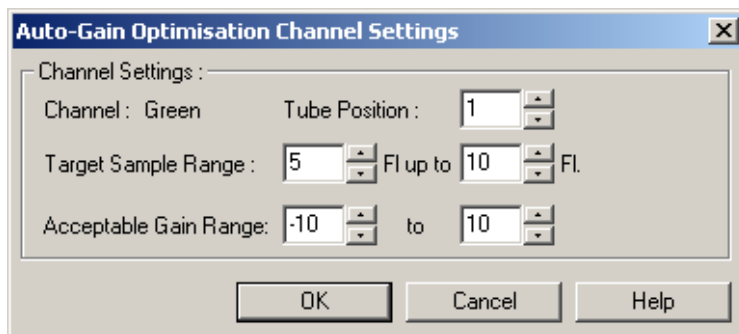 Auto-Gain Optimisation Channel Settings
Channel Settings :
Channel : Green Tube Position : 1
Target Sample Range : 5 Fl up to 10 Fl.
Acceptable Gain Range: -10 to 10
OK Cancel Help